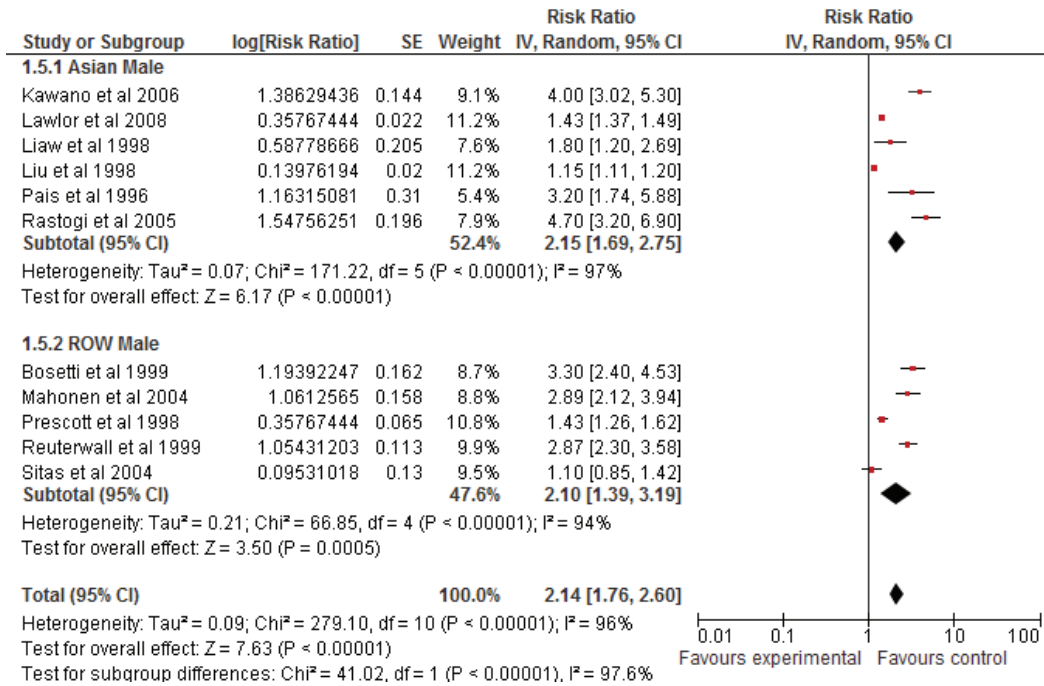 Risk Ratio Risk Ratio
Study or Subgroup log[Risk Ratio] SE Weight IV, Random, 95% CI IV, Random, 95% CI
1.5.1 Asian Male
Kawano et al 2006 1.38629436 0.144 9.1% 4.00 [3.02, 5.30]
Lawlor et al 2008 0.35767444 0.022 11.2% 1.43 [1.37, 1.49]
Liaw et al 1998 0.58778666 0.205 7.6% 1.80 [1.20, 2.69]
Liu et al 1998 0.13976194 0.02 11.2% 1.15 [1.11, 1.20]
Pais et al 1996 1.16315081 0.31 5.4% 3.20 [1.74, 5.88]
Rastogi et al 2005 1.54756251 0.196 7.9% 4.70 [3.20, 6.90]
Subtotal (95% CI) 52.4% 2.15 [1.69, 2.75]
Heterogeneity: Tau² = 0.07; Chi² = 171.22, df = 5 (P < 0.00001); I² = 97%
Test for overall effect: Z = 6.17 (P < 0.00001)
1.5.2 ROW Male
Bosetti et al 1999 1.19392247 0.162 8.7% 3.30 [2.40, 4.53]
Mahonen et al 2004 1.0612565 0.158 8.8% 2.89 [2.12, 3.94]
Prescott et al 1998 0.35767444 0.065 10.8% 1.43 [1.26, 1.62]
Reuterwall et al 1999 1.05431203 0.113 9.9% 2.87 [2.30, 3.58]
Sitas et al 2004 0.09531018 0.13 9.5% 1.10 [0.85, 1.42]
Subtotal (95% CI) 47.6% 2.10 [1.39, 3.19]
Heterogeneity: Tau² = 0.21; Chi² = 66.85, df = 4 (P < 0.00001); I² = 94%
Test for overall effect: Z = 3.50 (P = 0.0005)
Total (95% CI) 100.0% 2.14 [1.76, 2.60]
Heterogeneity: Tau² = 0.09; Chi² = 279.10, df = 10 (P < 0.00001); I² = 96%
Test for overall effect: Z = 7.63 (P < 0.00001)
Test for subgroup differences: Chi² = 41.02, df = 1 (P < 0.00001), I² = 97.6%
0.01 0.1 1 10 100
Favours experimental Favours control